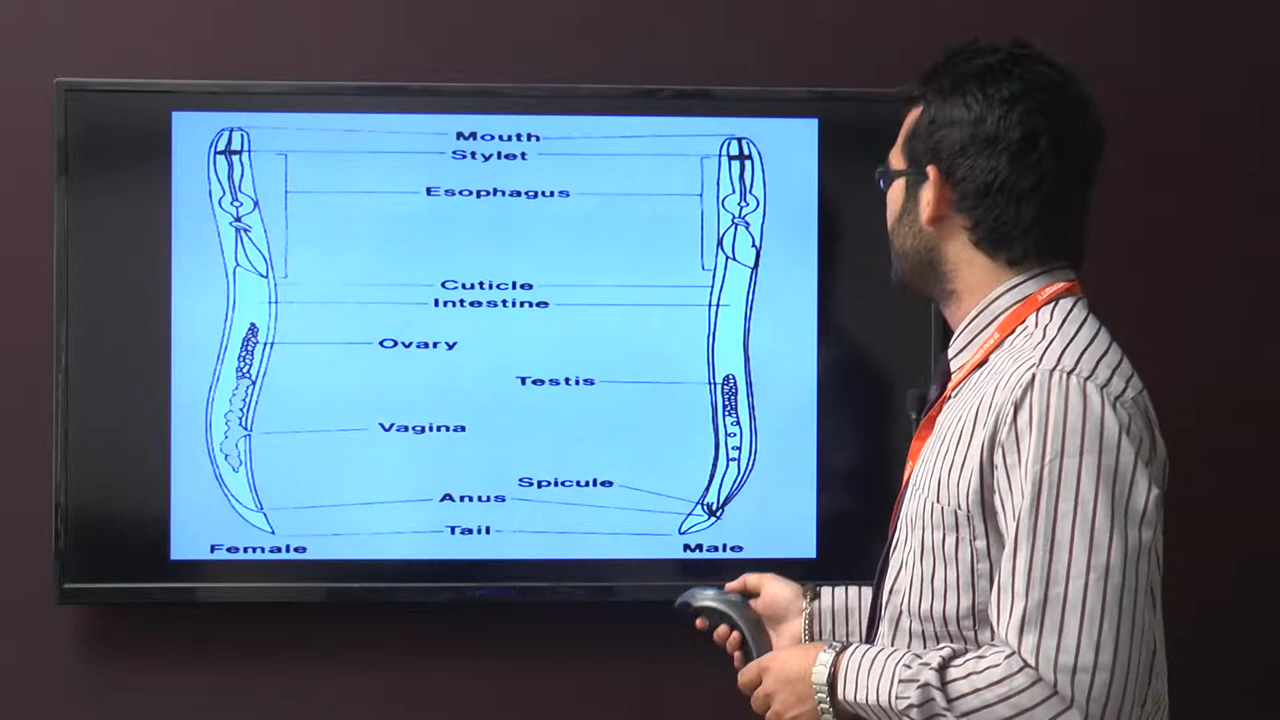 Mouth
Stylet
Esophagus
Cuticle
Intestine
Ovary
Testis
Vagina
Spicule
Anus
Tail
Female
Male